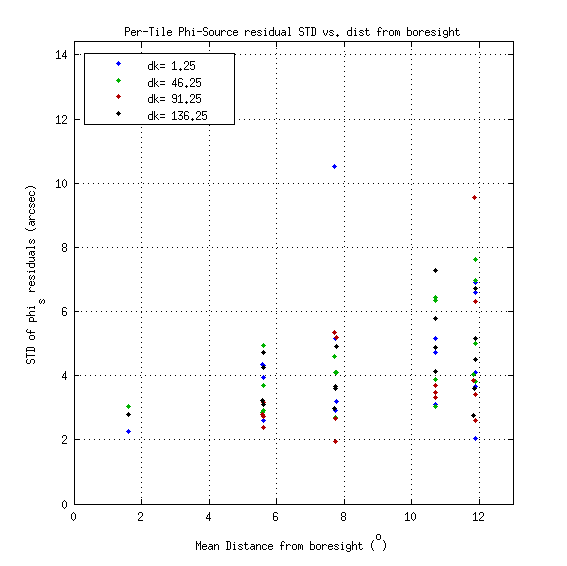 Per-Tile Phi-Source residual STD vs. dist from boresight
dk= 1.25
dk= 46.25
dk= 91.25
dk= 136.25
14
12
10
8
6
4
2
0
STD of phi_s residuals (arcsec)
0 2 4 6 8 10 12
Mean Distance from boresight (°)